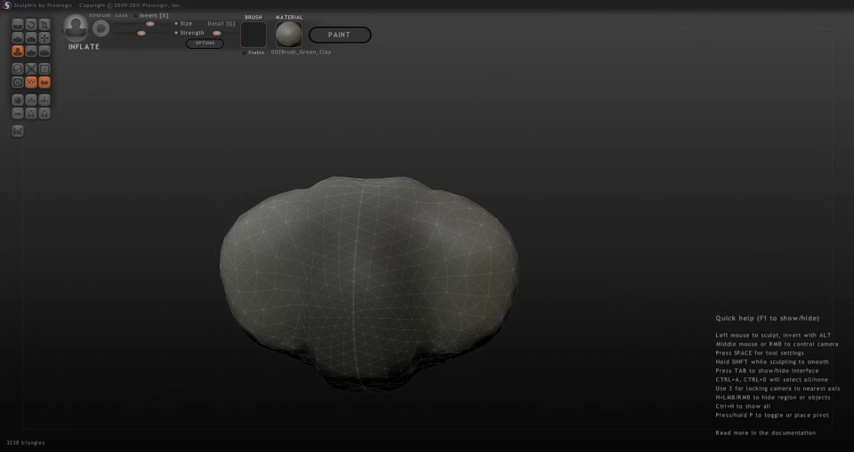 Sculptris by Pixologic Copyright © 2009-2011 Pixologic, Inc.
Airbrush Lazy Invert [X]
Size Detail [Q]
Strength
OPTIONS
INFLATE
BRUSH
Enable
MATERIAL
002Brush_Green_Clay
PAINT
Quick help (F1 to show/hide)
Left mouse to sculpt, invert with ALT
Middle mouse or RMB to control camera
Press SPACE for tool settings
Hold SHIFT while sculpting to smooth
Press TAB to show/hide interface
CTRL+A, CTRL+D will select all/none
Use Z for locking camera to nearest axis
H+LMB/RMB to hide region or objects
Ctrl+H to show all
Press/hold P to toggle or place pivot
Read more in the documentation
3238 triangles